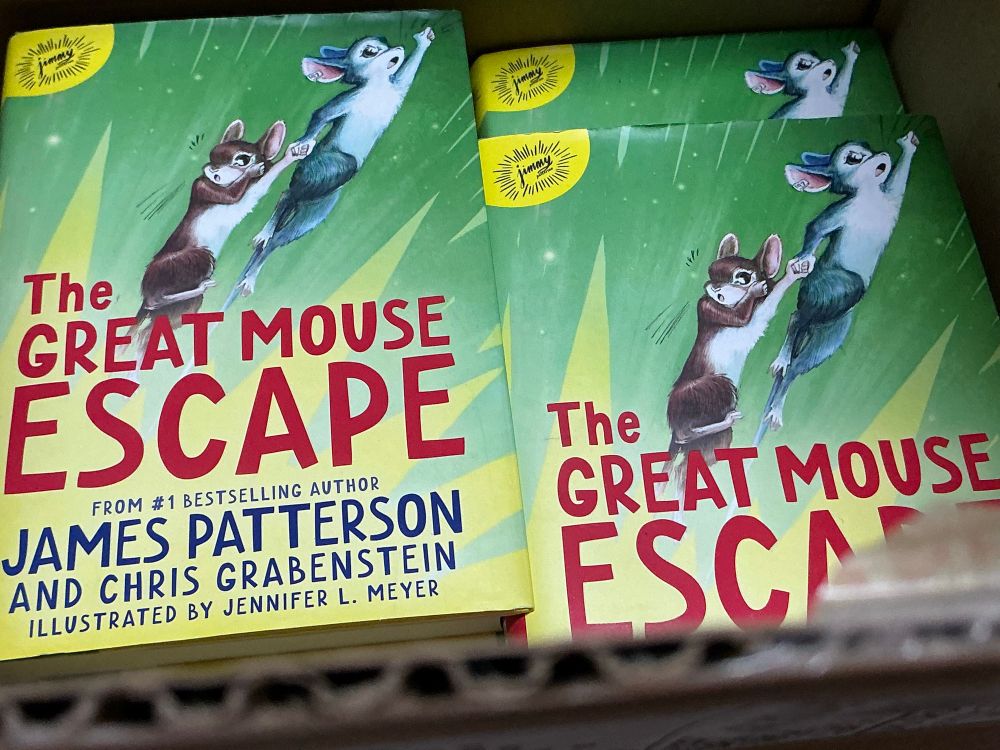 jimmy
The
GREAT MOUSE
ESCAPE
FROM #1 BESTSELLING AUTHOR
JAMES PATTERSON
AND CHRIS GRABENSTEIN
ILLUSTRATED BY JENNIFER L. MEYER
jimmy
jimmy
The
GREAT MOUSE
ESCAPE